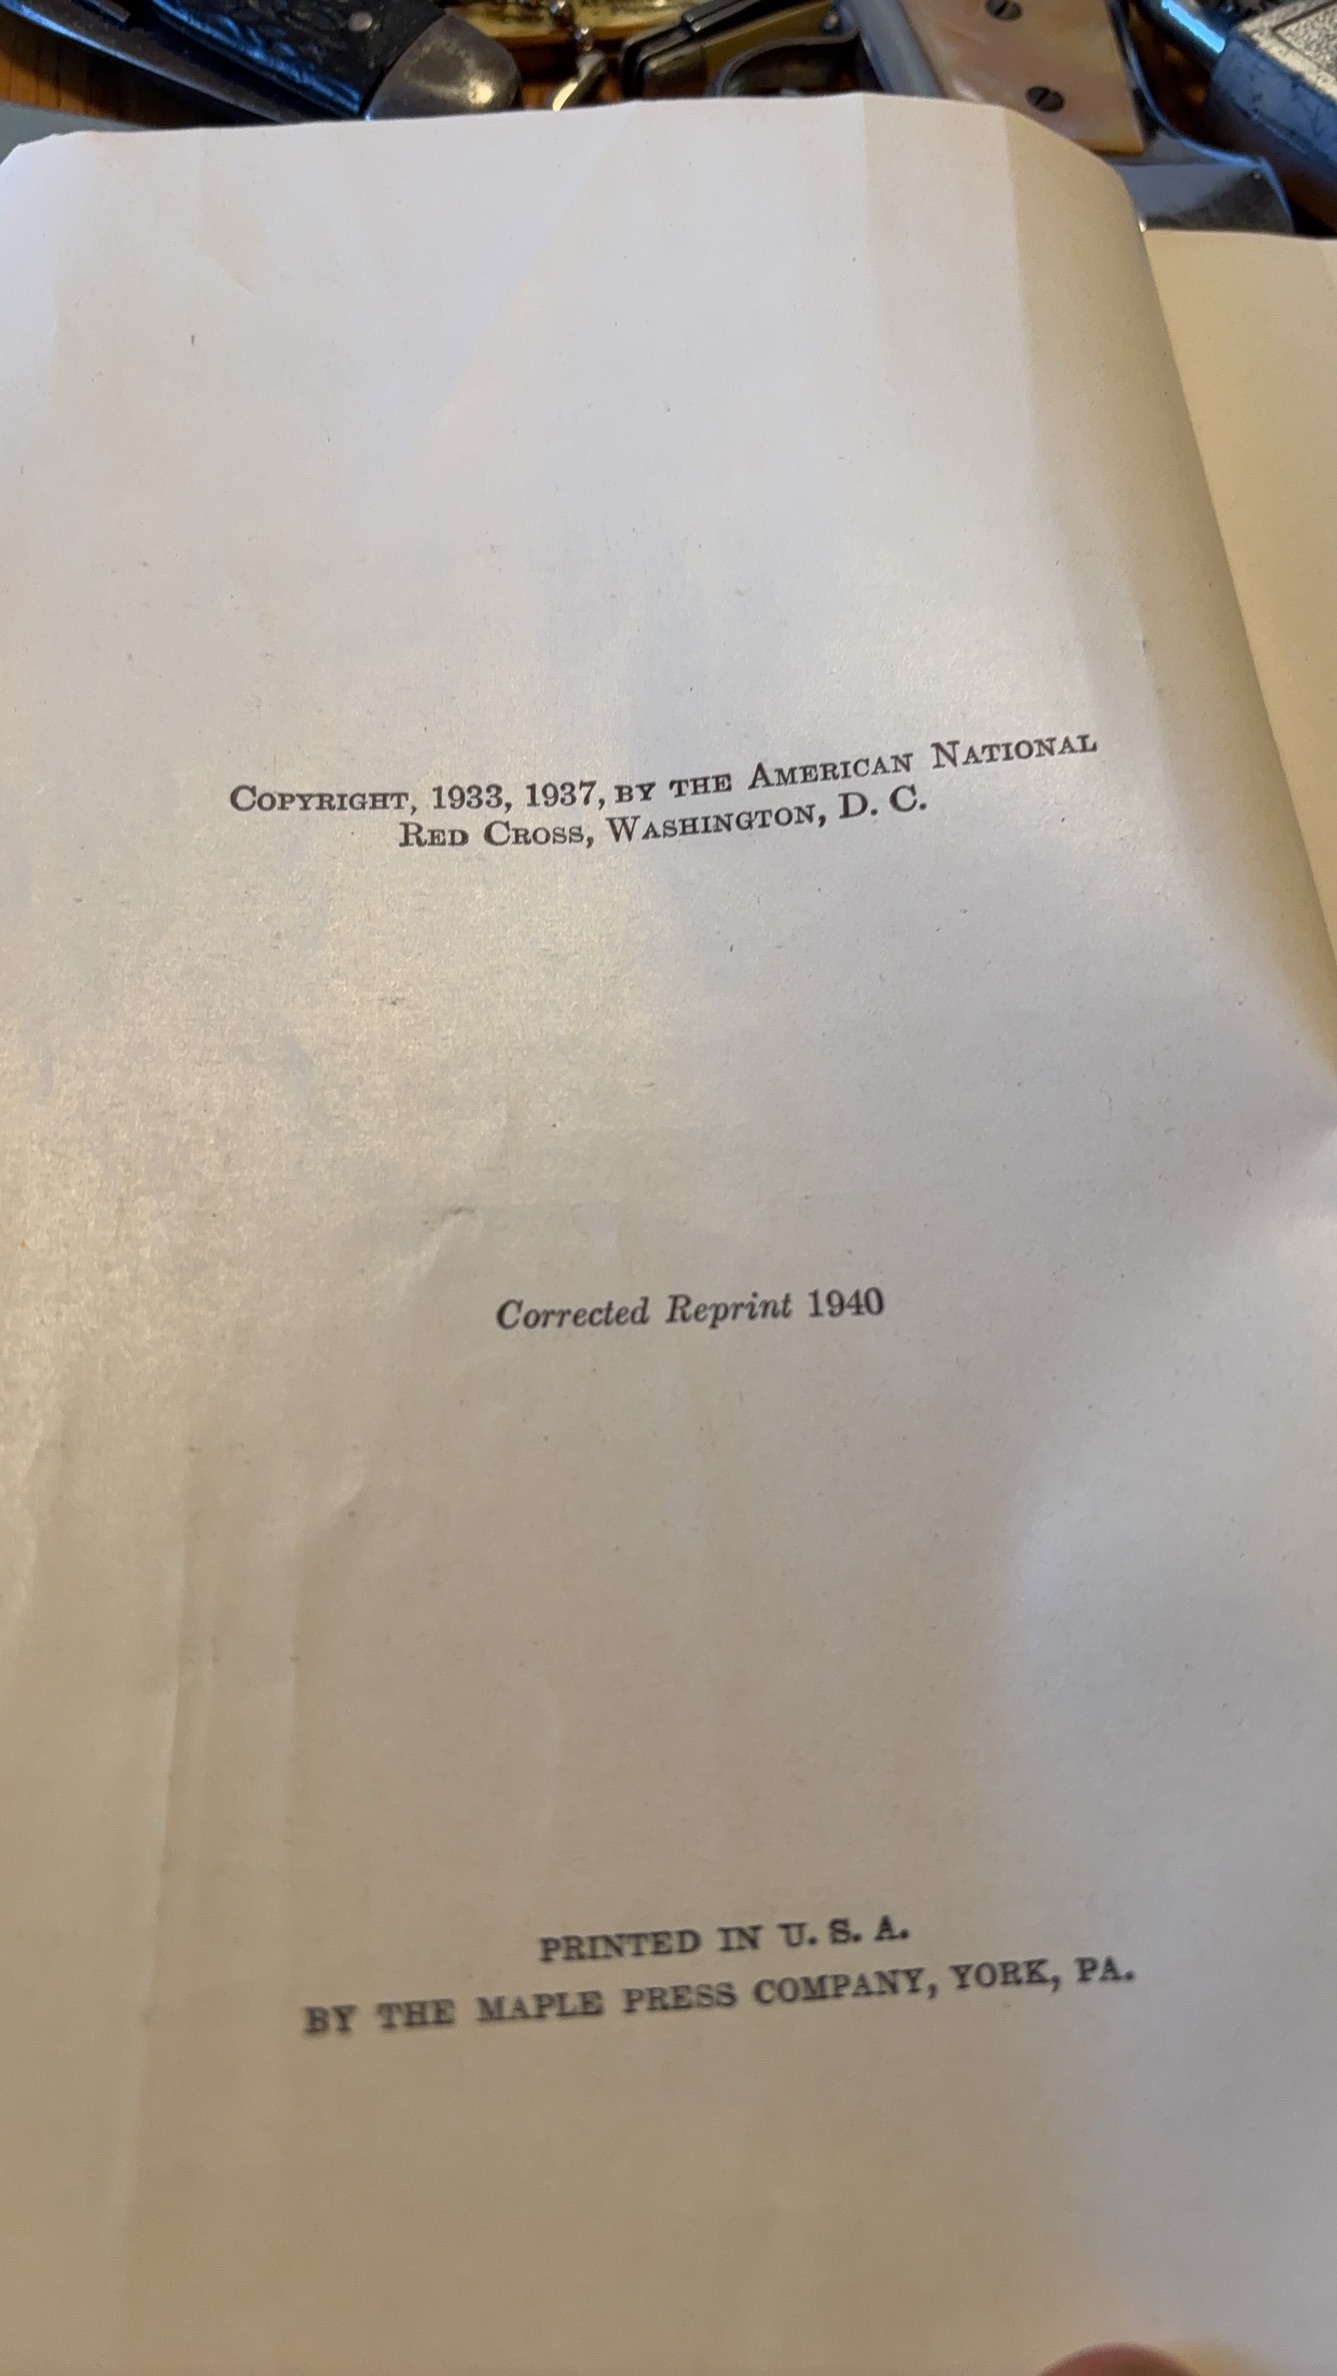 Copyright, 1933, 1937, by the American National
Red Cross, Washington, D. C.
Corrected Reprint 1940
PRINTED IN U. S. A.
BY THE MAPLE PRESS COMPANY, YORK, PA.